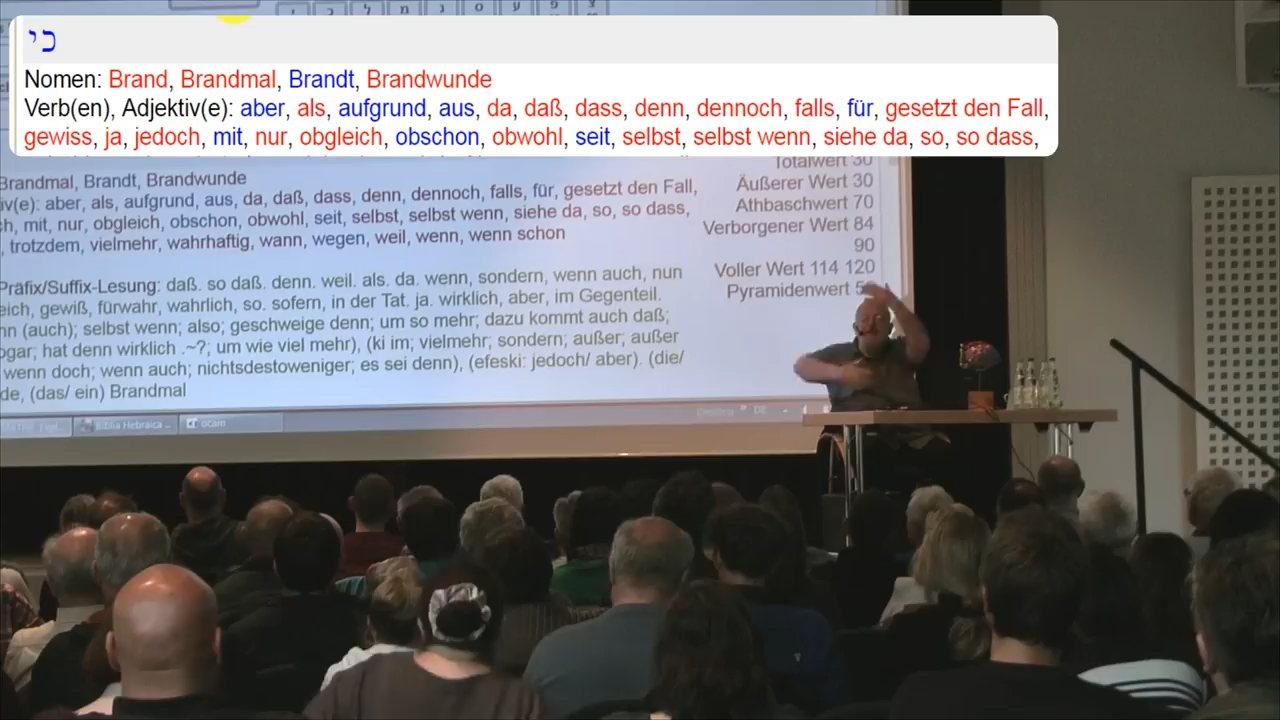 צ פ ע ס נ מ ל כ י
כי
Nomen: Brand, Brandmal, Brandt, Brandwunde
Verb(en), Adjektiv(e): aber, als, aufgrund, aus, da, daß, dass, denn, dennoch, falls, für, gesetzt den Fall,
gewiss, ja, jedoch, mit, nur, obgleich, obschon, obwohl, seit, selbst, selbst wenn, siehe da, so, so dass,
Brandmal, Brandt, Brandwunde
iv(e): aber, als, aufgrund, aus, da, daß, dass, denn, dennoch, falls, für, gesetzt den Fall,
ch, mit, nur, obgleich, obschon, obwohl, seit, selbst, selbst wenn, siehe da, so, so dass,
, trotzdem, vielmehr, wahrhaftig, wann, wegen, weil, wenn, wenn schon
Totalwert 30
Äußerer Wert 30
Athbaschwert 70
Verborgener Wert 84
90
Voller Wert 114 120
Pyramidenwert 5
Präfix/Suffix-Lesung: daß. so daß. denn. weil. als. da. wenn, sondern, wenn auch, nun
eich, gewiß, fürwahr, wahrlich, so. sofern, in der Tat. ja. wirklich, aber, im Gegenteil.
nn (auch); selbst wenn; also; geschweige denn; um so mehr; dazu kommt auch daß;
ogar; hat denn wirklich .~?; um wie viel mehr), (ki im; vielmehr; sondern; außer; außer
wenn doch; wenn auch; nichtsdestoweniger; es sei denn), (efeski: jedoch/ aber). (die/
de, (das/ ein) Brandmal
Biblia Hebraica ...
ocam
DE